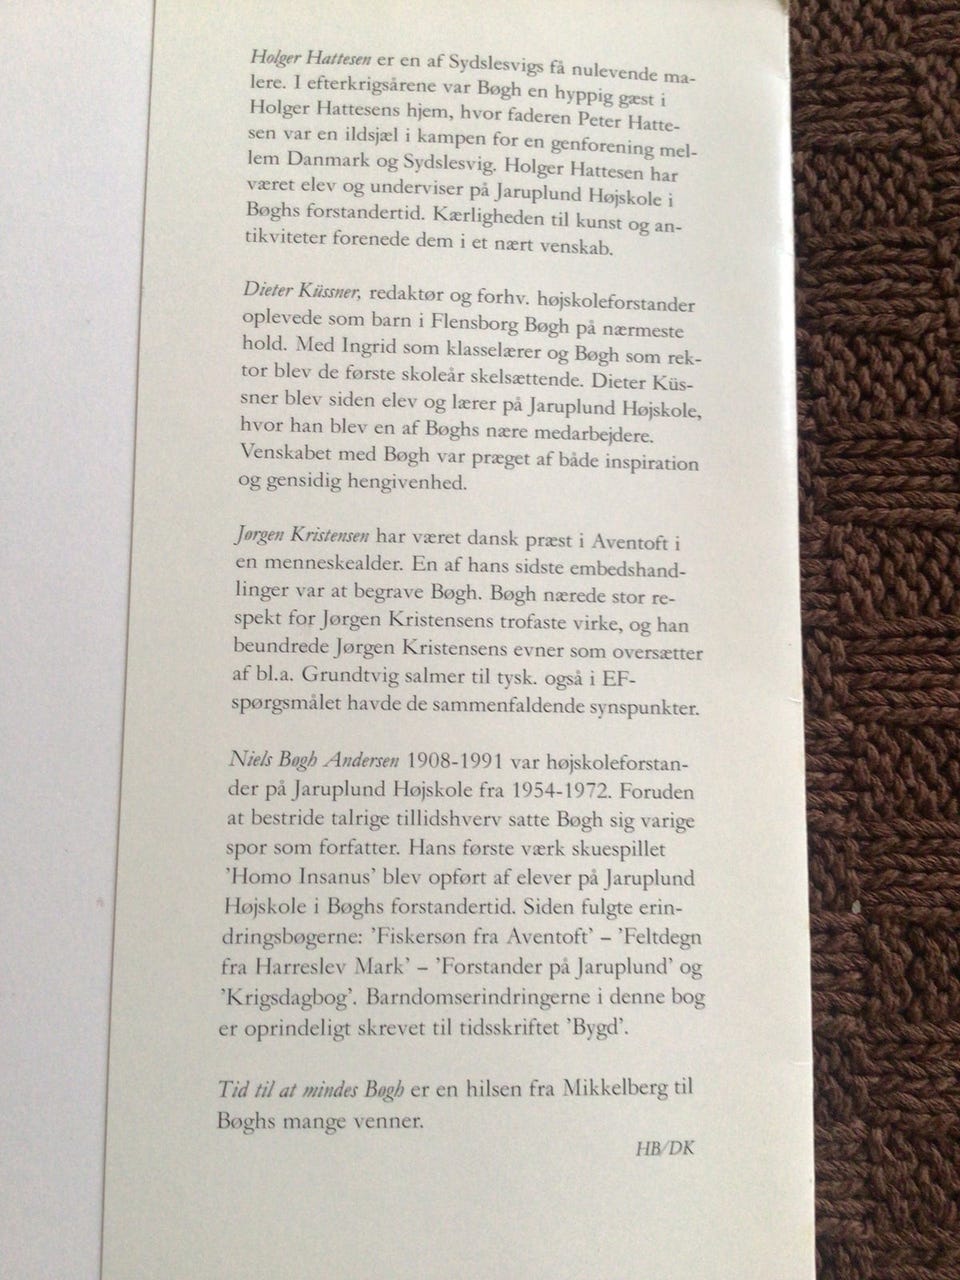 Holger Hattesen er en af Sydslesvigs få nulevende ma-
lere. I efterkrigsårene var Bøgh en hyppig gæst i
Holger Hattesens hjem, hvor faderen Peter Hatte-
sen var en ildsjæl i kampen for en genforening mel-
lem Danmark og Sydslesvig. Holger Hattesen har
været elev og underviser på Jaruplund Højskole i
Bøghs forstandertid. Kærligheden til kunst og an-
tikviteter forenede dem i et nært venskab.
Dieter Küssner, redaktør og forhv. højskoleforstander
oplevede som barn i Flensborg Bøgh på nærmeste
hold. Med Ingrid som klasselærer og Bøgh som rek-
tor blev de første skoleår skelsættende. Dieter Küs-
sner blev siden elev og lærer på Jaruplund Højskole,
hvor han blev en af Bøghs nære medarbejdere.
Venskabet med Bøgh var præget af både inspiration
og gensidig hengivenhed.
Jørgen Kristensen har været dansk præst i Aventoft i
en menneskealder. En af hans sidste embedshand-
linger var at begrave Bøgh. Bøgh nærede stor re-
spekt for Jørgen Kristensens trofaste virke, og han
beundrede Jørgen Kristensens evner som oversætter
af bl.a. Grundtvig salmer til tysk. også i EF-
spørgsmålet havde de sammenfaldende synspunkter.
Niels Bøgh Andersen 1908-1991 var højskoleforstan-
der på Jaruplund Højskole fra 1954-1972. Foruden
at bestride talrige tillidshverv satte Bøgh sig varige
spor som forfatter. Hans første værk skuespillet
'Homo Insanus' blev opført af elever på Jaruplund
Højskole i Bøghs forstandertid. Siden fulgte erin-
dringsbøgerne: 'Fiskersøn fra Aventoft' – 'Feltdegn
fra Harreslev Mark' – 'Forstander på Jaruplund' og
'Krigsdagbog'. Barndomserindringerne i denne bog
er oprindeligt skrevet til tidsskriftet 'Bygd'.
Tid til at mindes Bøgh er en hilsen fra Mikkelberg til
Bøghs mange venner.
HB/DK